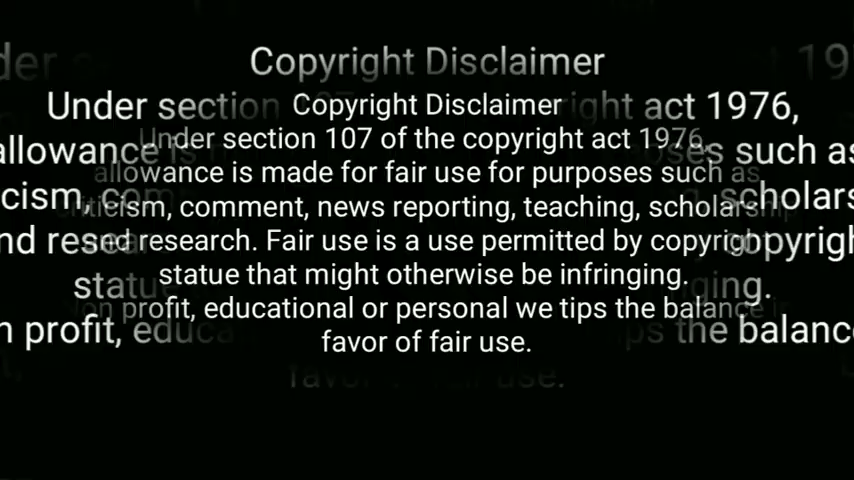 Copyright Disclaimer
Under section 107 of the copyright act 1976,
allowance is made for fair use for purposes such as
criticism, comment, news reporting, teaching, scholarship
and research. Fair use is a use permitted by copyright
statue that might otherwise be infringing.
on profit, educational or personal we tips the balance in
favor of fair use.